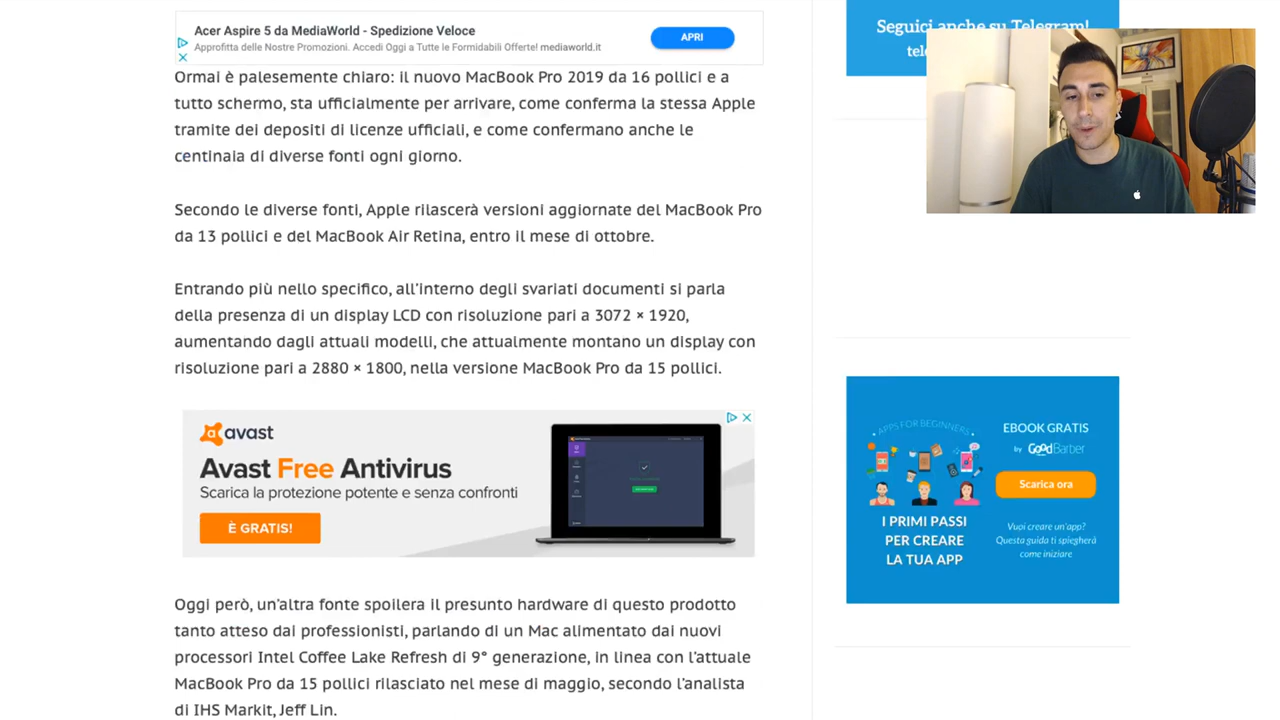 Acer Aspire 5 da MediaWorld - Spedizione Veloce
Approfitta delle Nostre Promozioni. Accedi Oggi a Tutte le Formidabili Offerte! mediaworld.it
APRI
Ormai è palesemente chiaro: il nuovo MacBook Pro 2019 da 16 pollici e a
tutto schermo, sta ufficialmente per arrivare, come conferma la stessa Apple
tramite dei depositi di licenze ufficiali, e come confermano anche le
centinaia di diverse fonti ogni giorno.
Secondo le diverse fonti, Apple rilascerà versioni aggiornate del MacBook Pro
da 13 pollici e del MacBook Air Retina, entro il mese di ottobre.
Entrando più nello specifico, all'interno degli svariati documenti si parla
della presenza di un display LCD con risoluzione pari a 3072 × 1920,
aumentando dagli attuali modelli, che attualmente montano un display con
risoluzione pari a 2880 × 1800, nella versione MacBook Pro da 15 pollici.
avast
Avast Free Antivirus
Scarica la protezione potente e senza confronti
È GRATIS!
Oggi però, un'altra fonte spoilera il presunto hardware di questo prodotto
tanto atteso dai professionisti, parlando di un Mac alimentato dai nuovi
processori Intel Coffee Lake Refresh di 9° generazione, in linea con l'attuale
MacBook Pro da 15 pollici rilasciato nel mese di maggio, secondo l'analista
di IHS Markit, Jeff Lin.
Seguici anche su Telegram!
APPS FOR BEGINNERS
I PRIMI PASSI
PER CREARE
LA TUA APP
EBOOK GRATIS
by GoodBarber
Scarica ora
Vuoi creare un'app?
Questa guida ti spiegherà
come iniziare